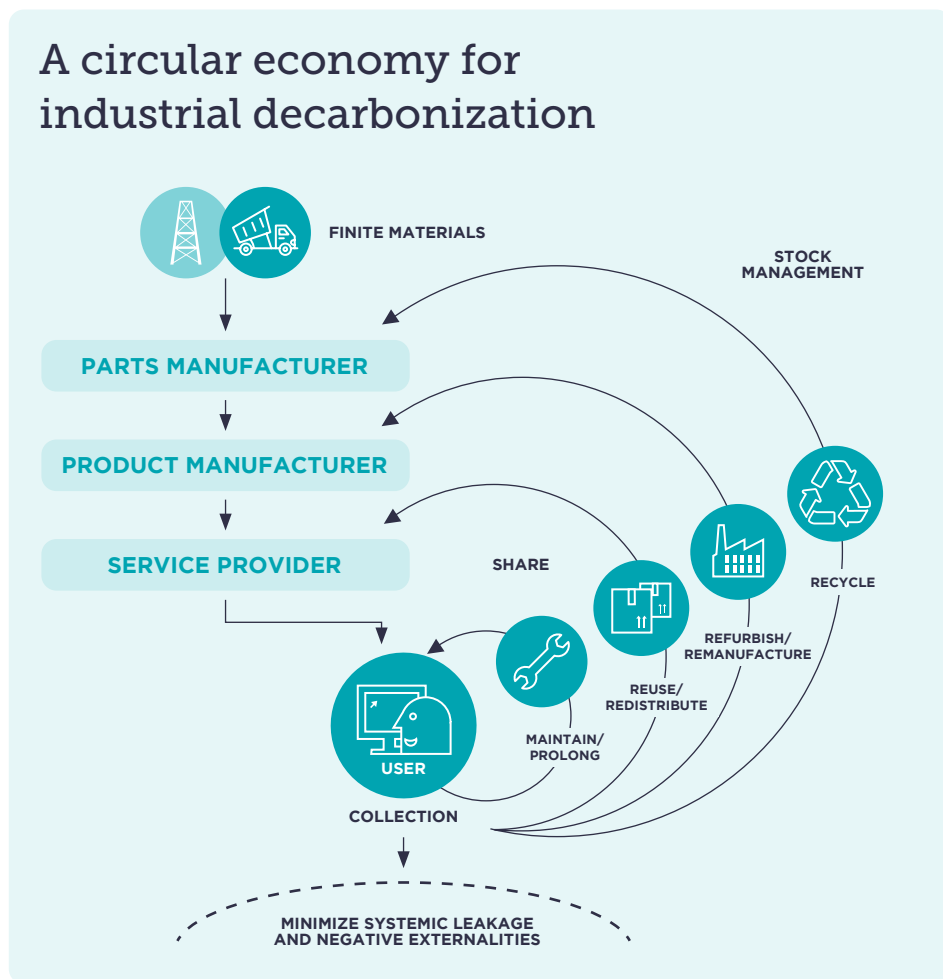 A circular economy for
industrial decarbonization
FINITE MATERIALS
STOCK
MANAGEMENT
PARTS MANUFACTURER
PRODUCT MANUFACTURER
SERVICE PROVIDER
SHARE
RECYCLE
REFURBISH/
REMANUFACTURE
REUSE/
REDISTRIBUTE
MAINTAIN/
PROLONG
USER
COLLECTION
MINIMIZE SYSTEMIC LEAKAGE
AND NEGATIVE EXTERNALITIES